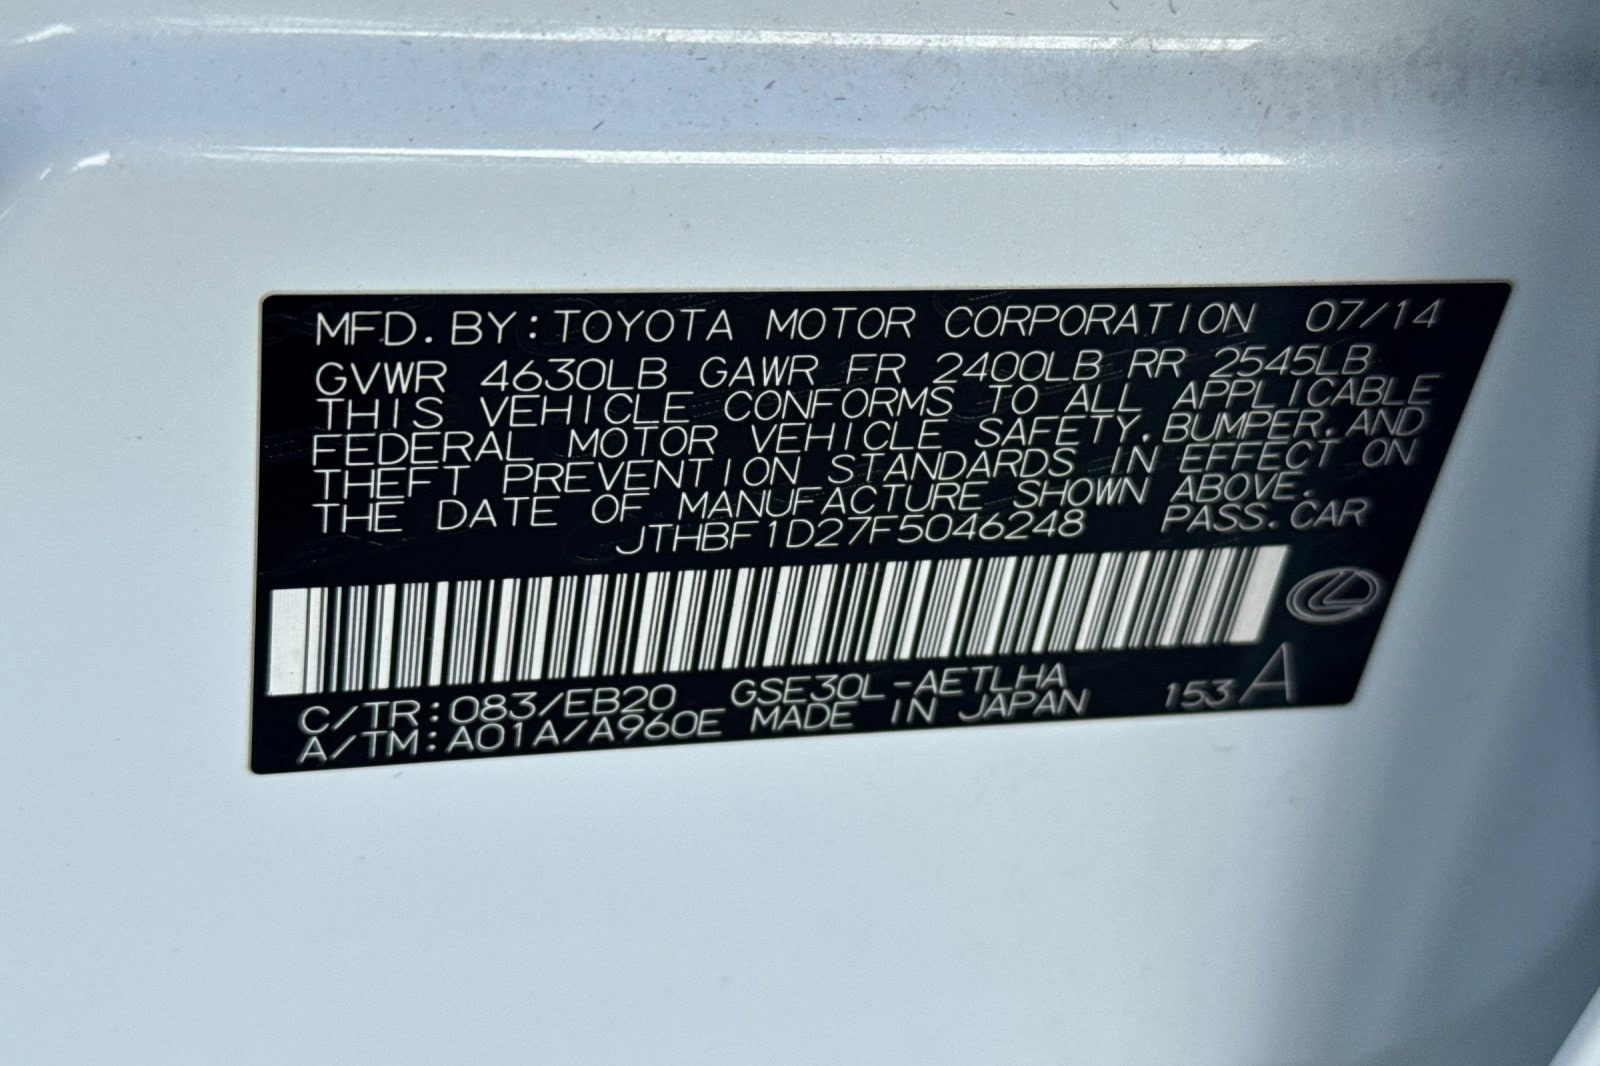 MFD. BY: TOYOTA MOTOR CORPORATION 07/14
GVWR 4630LB GAWR FR 2400LB RR 2545LB
THIS VEHICLE CONFORMS TO ALL APPLICABLE
FEDERAL MOTOR VEHICLE SAFETY, BUMPER, AND
THEFT PREVENTION STANDARDS IN EFFECT ON
THE DATE OF MANUFACTURE SHOWN ABOVE.
JTHBF1D27F5046248 PASS. CAR
C/TR: 083/EB20 GSE30L-AETLHA
A/TM: A01A/A960E MADE IN JAPAN 153A